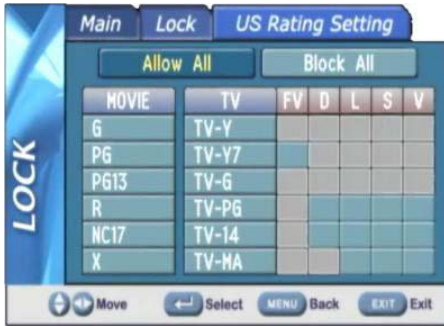 Main Lock US Rating Setting
Allow All Block All
MOVIE TV FV D L S V
G TV-Y
PG TV-Y7
PG13 TV-G
R TV-PG
NC17 TV-14
X TV-MA
LOCK
Move Select MENU Back EXIT Exit